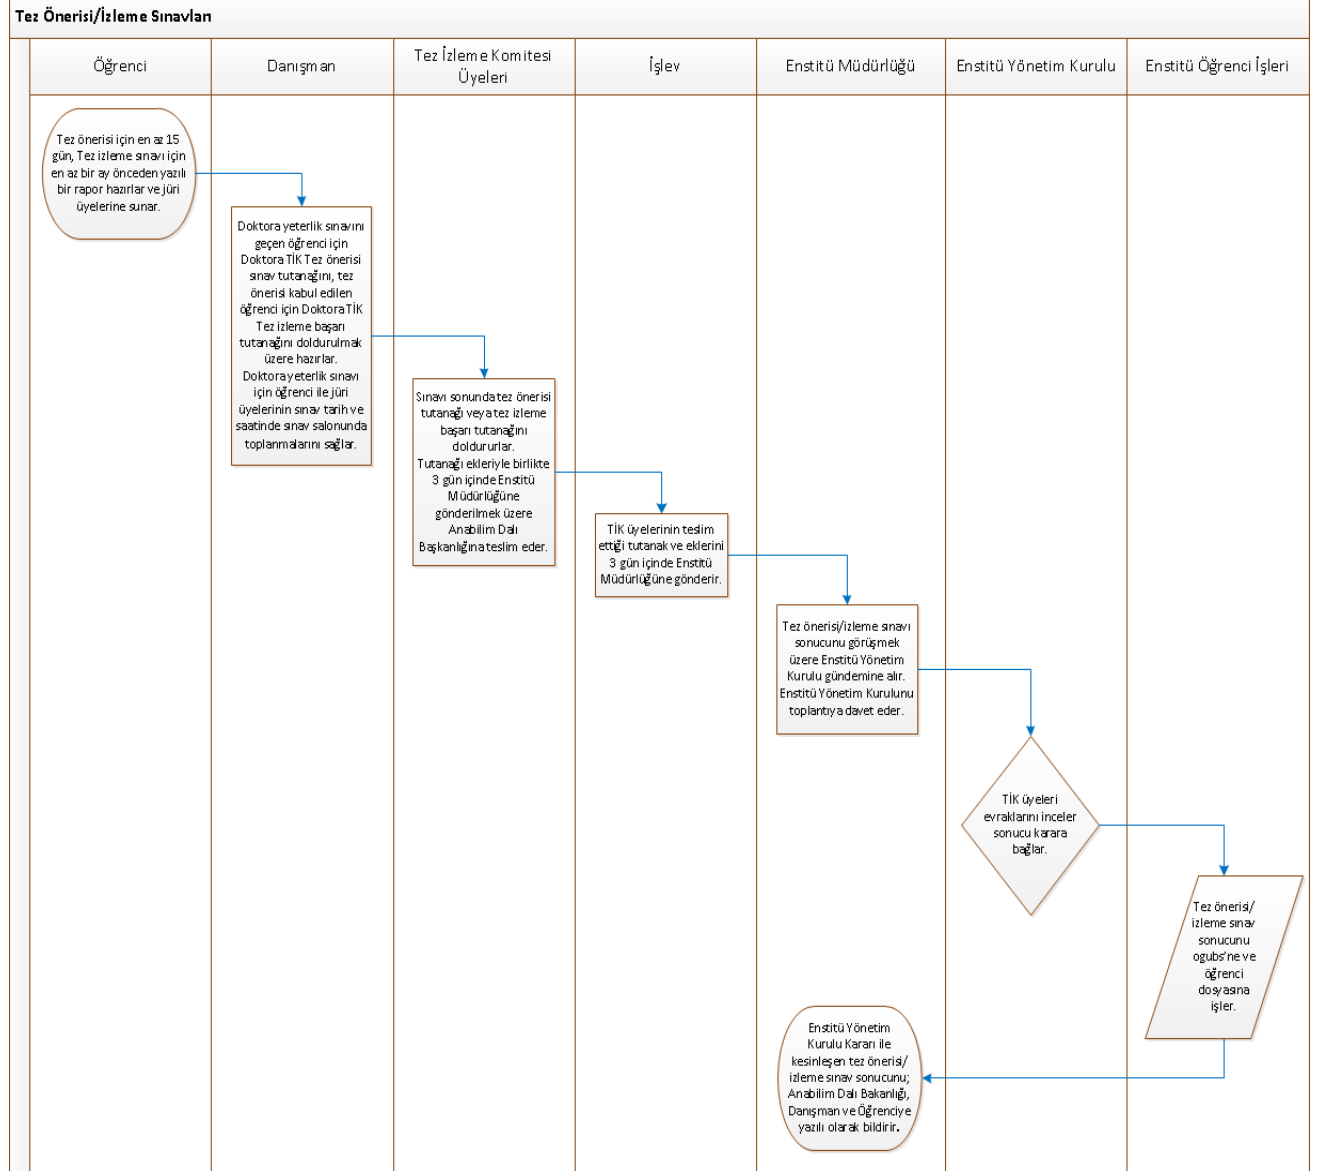 Tez Önerisi/İzleme Sınavları
Öğrenci
Danışman
Tez İzleme Komitesi
Üyeleri
İşlev
Enstitü Müdürlüğü
Enstitü Yönetim Kurulu
Enstitü Öğrenci İşleri
Tez önerisi için en az 15
gün, Tez izleme sınavı için
en az bir ay önceden yazılı
bir rapor hazırlar ve jüri
üyelerine sunar.
Doktora yeterlik sınavını
geçen öğrenci için
Doktora TİK Tez önerisi
sınav tutanağını, tez
önerisi kabul edilen
öğrenci için Doktora TİK
Tez izleme başarı
tutanağını doldurulmak
üzere hazırlar.
Doktora yeterlik sınavı
için öğrenci ile jüri
üyelerinin sınav tarih ve
saatinde sınav salonunda
toplanmalarını sağlar.
Sınavı sonunda tez önerisi
tutanağı veya tez izleme
başarı tutanağını
doldururlar.
Tutanağı ekleriyle birlikte
3 gün içinde Enstitü
Müdürlüğüne
gönderilmek üzere
Anabilim Dalı
Başkanlığına teslim eder.
TİK üyelerinin teslim
ettiği tutanak ve eklerini
3 gün içinde Enstitü
Müdürlüğüne gönderir.
Tez önerisi/izleme sınavı
sonucunu görüşmek
üzere Enstitü Yönetim
Kurulu gündemine alır.
Enstitü Yönetim Kurulunu
toplantıya davet eder.
TİK üyeleri
evraklarını inceler
sonucu karara
bağlar.
Tez önerisi/
izleme sınav
sonucunu
ogubs'ne ve
öğrenci
dosyasına
işler.
Enstitü Yönetim
Kurulu Kararı ile
kesinleşen tez önerisi/
izleme sınav sonucunu;
Anabilim Dalı Bakanlığı,
Danışman ve Öğrenciye
yazılı olarak bildirir.